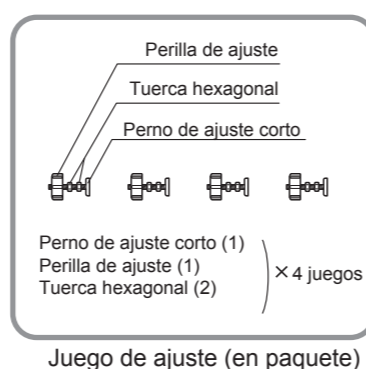 Perilla de ajuste
Tuerca hexagonal
Perno de ajuste corto
Perno de ajuste corto (1)
Perilla de ajuste (1)
Tuerca hexagonal (2)
× 4 juegos
Juego de ajuste (en paquete)